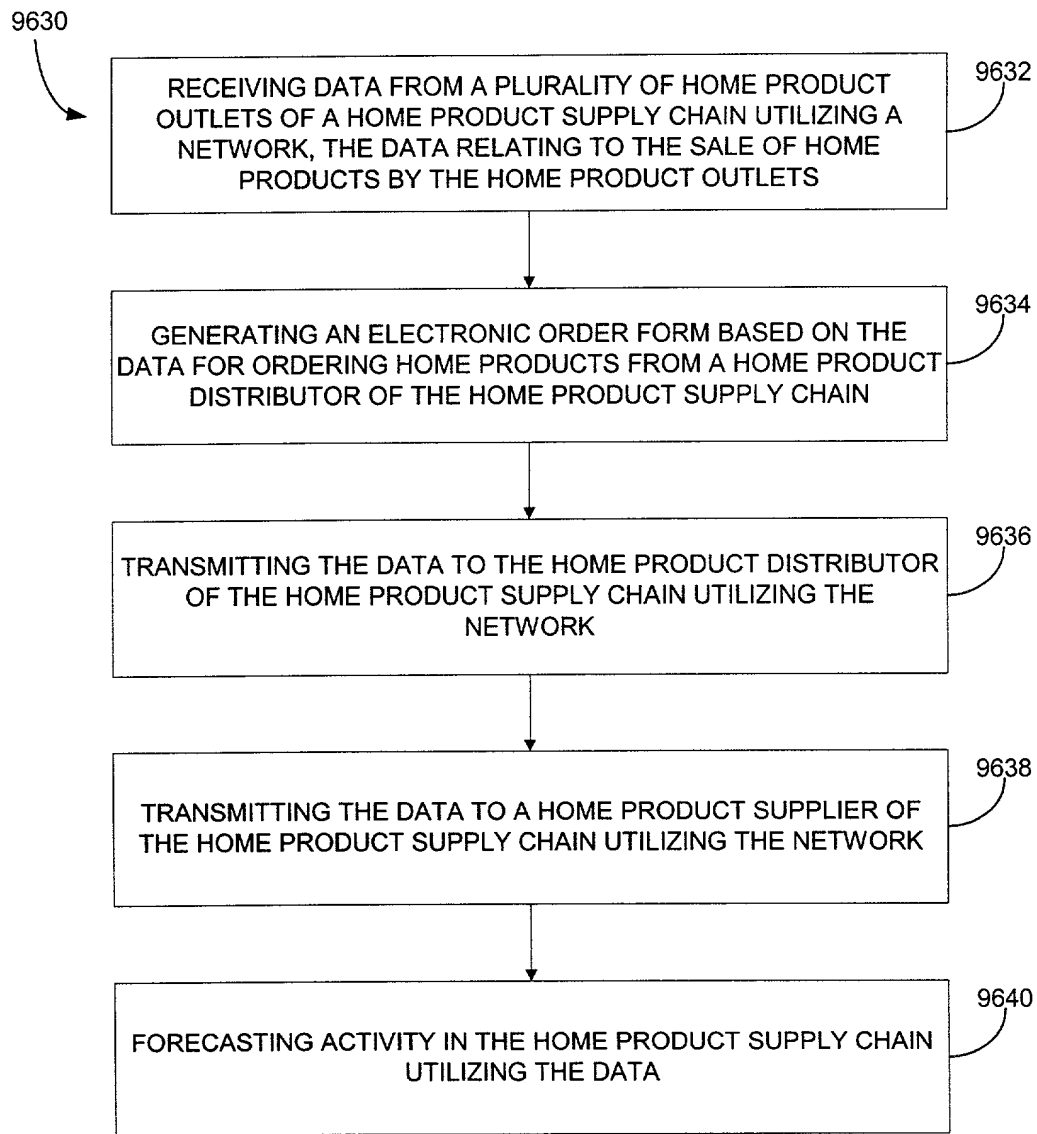 9630
9632
RECEIVING DATA FROM A PLURALITY OF HOME PRODUCT
OUTLETS OF A HOME PRODUCT SUPPLY CHAIN UTILIZING A
NETWORK, THE DATA RELATING TO THE SALE OF HOME
PRODUCTS BY THE HOME PRODUCT OUTLETS
9634
GENERATING AN ELECTRONIC ORDER FORM BASED ON THE
DATA FOR ORDERING HOME PRODUCTS FROM A HOME PRODUCT
DISTRIBUTOR OF THE HOME PRODUCT SUPPLY CHAIN
9636
TRANSMITTING THE DATA TO THE HOME PRODUCT DISTRIBUTOR
OF THE HOME PRODUCT SUPPLY CHAIN UTILIZING THE
NETWORK
9638
TRANSMITTING THE DATA TO A HOME PRODUCT SUPPLIER OF
THE HOME PRODUCT SUPPLY CHAIN UTILIZING THE NETWORK
9640
FORECASTING ACTIVITY IN THE HOME PRODUCT SUPPLY CHAIN
UTILIZING THE DATA